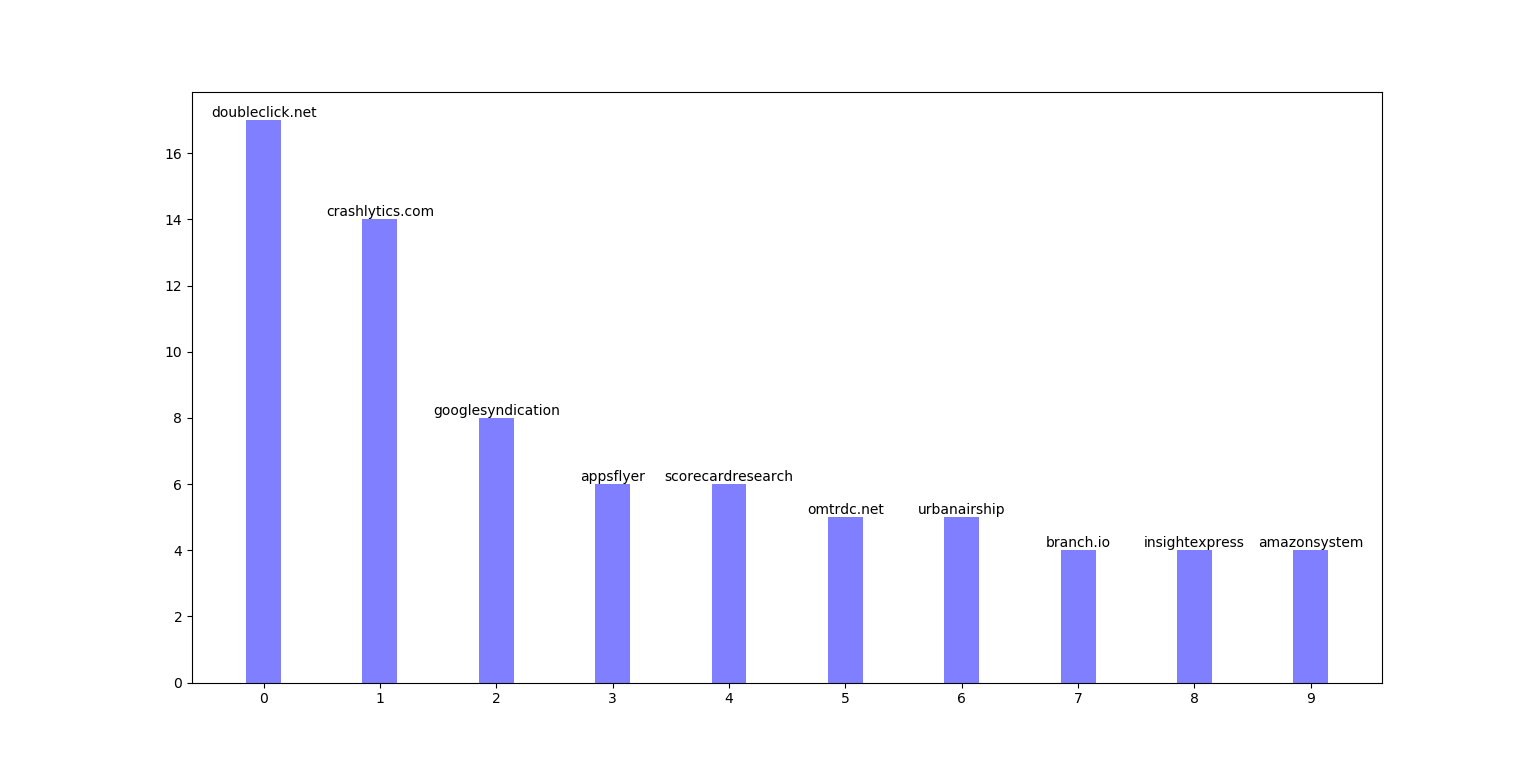 doubleclick.net
16
crashlytics.com
14
12
10
googlesyndication
8
appsflyer scorecardresearch
6
omtrdc.net urbanairship
branch.io insightexpress amazonsystem
4
2
0
0 1 2 3 4 5 6 7 8 9